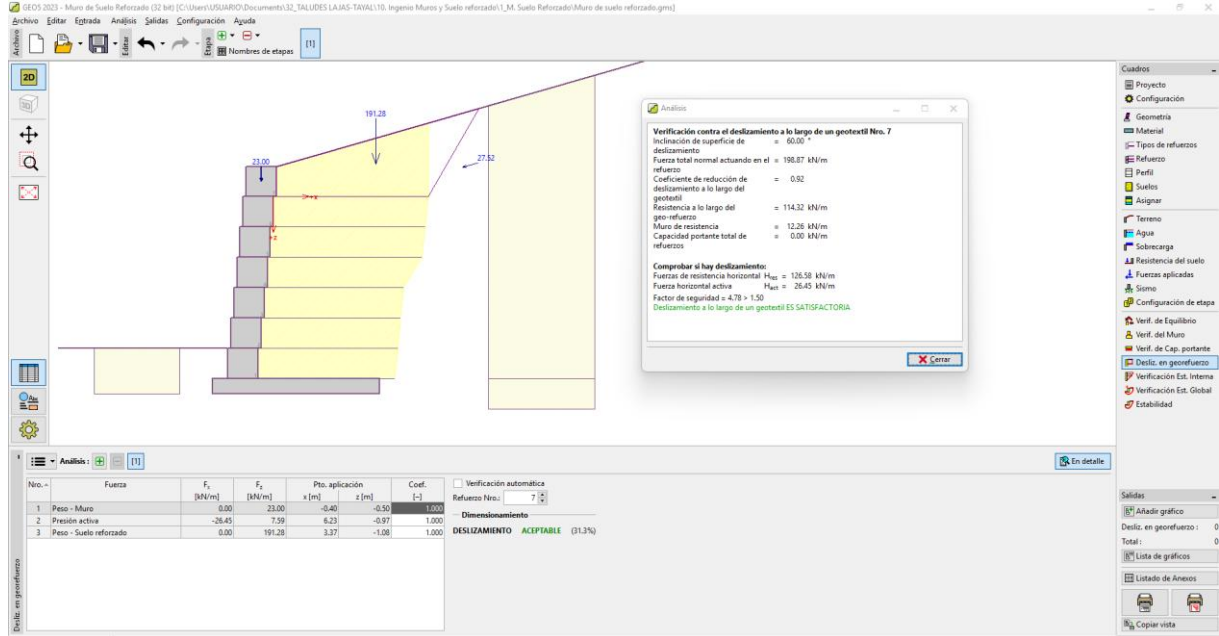 GEO5 2023 - Muro de Suelo Reforzado (32 bit) [C:\Users\USUARIO\Documents\32_TALUDES LAJAS-TAYAL\10. Ingenio Muros y Suelo reforzado\1_M. Suelo Reforzado\Muro de suelo reforzado.gms]
Archivo Editar Entrada Análisis Salidas Configuración Ayuda
Archivo
Editar
Etapa
Nombres de etapas
[1]
2D
3D
191.28
23.00
27.52
+x
+z
Análisis
Verificación contra el deslizamiento a lo largo de un geotextil Nro. 7
Inclinación de superficie de deslizamiento = 60.00 °
Fuerza total normal actuando en el refuerzo = 198.87 kN/m
Coeficiente de reducción de deslizamiento a lo largo del geotextil = 0.92
Resistencia a lo largo del geo-refuerzo = 114.32 kN/m
Muro de resistencia = 12.26 kN/m
Capacidad portante total de refuerzos = 0.00 kN/m
Comprobar si hay deslizamiento:
Fuerzas de resistencia horizontal Hres = 126.58 kN/m
Fuerza horizontal activa Hact = 26.45 kN/m
Factor de seguridad = 4.78 > 1.50
Deslizamiento a lo largo de un geotextil ES SATISFACTORIA
Cerrar
Cuadros
Proyecto
Configuración
Geometría
Material
Tipos de refuerzos
Refuerzo
Perfil
Suelos
Asignar
Terreno
Agua
Sobrecarga
Resistencia del suelo
Fuerzas aplicadas
Sismo
Configuración de etapa
Verif. de Equilibrio
Verif. del Muro
Verif. de Cap. portante
Desliz. en georefuerzo
Verificación Est. Interna
Verificación Est. Global
Estabilidad
Análisis : [1]
En detalle
Nro. Fuerza Fx Fz Pto. aplicación Coef.
[kN/m] [kN/m] x [m] z [m] [–]
1 Peso - Muro 0.00 23.00 -0.40 -0.50 1.000
2 Presión activa -26.45 7.59 6.23 -0.97 1.000
3 Peso - Suelo reforzado 0.00 191.28 3.37 -1.08 1.000
Verificación automática
Refuerzo Nro.: 7
Dimensionamiento
DESLIZAMIENTO ACEPTABLE (31.3%)
Desliz. en georefuerzo
Salidas
Añadir gráfico
Desliz. en georefuerzo : 0
Total : 0
Lista de gráficos
Listado de Anexos
Copiar vista